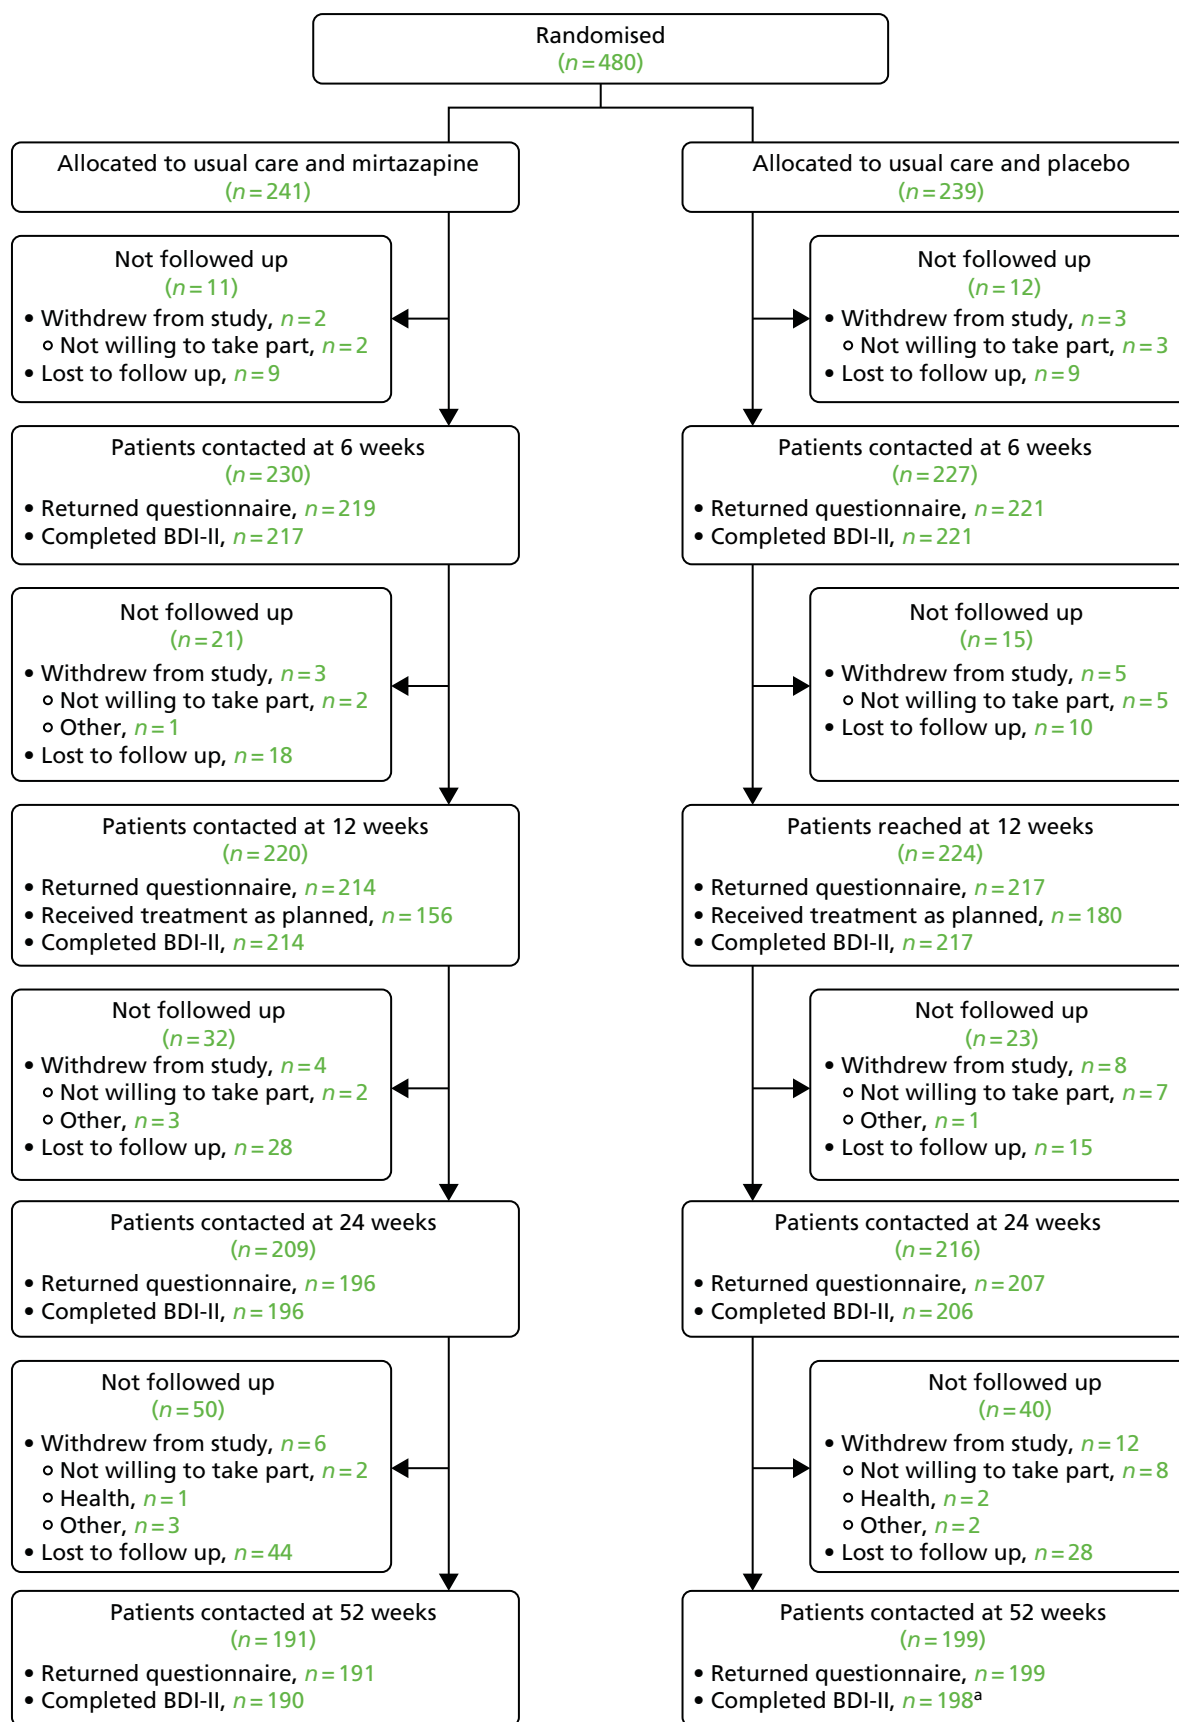 Randomised
(n=480)
Allocated to usual care and mirtazapine
(n=241)
Allocated to usual care and placebo
(n=239)
Not followed up
(n=11)
• Withdrew from study, n=2
Not willing to take part, n=2
• Lost to follow up, n=9
Not followed up
(n=12)
• Withdrew from study, n=3
Not willing to take part, n=3
• Lost to follow up, n=9
Patients contacted at 6 weeks
(n=230)
• Returned questionnaire, n=219
• Completed BDI-II, n=217
Patients contacted at 6 weeks
(n=227)
• Returned questionnaire, n=221
• Completed BDI-II, n=221
Not followed up
(n=21)
• Withdrew from study, n=3
Not willing to take part, n=2
Other, n=1
• Lost to follow up, n=18
Not followed up
(n=15)
• Withdrew from study, n=5
Not willing to take part, n=5
• Lost to follow up, n=10
Patients contacted at 12 weeks
(n=220)
• Returned questionnaire, n=214
• Received treatment as planned, n=156
• Completed BDI-II, n=214
Patients reached at 12 weeks
(n=224)
• Returned questionnaire, n=217
• Received treatment as planned, n=180
• Completed BDI-II, n=217
Not followed up
(n=32)
• Withdrew from study, n=4
Not willing to take part, n=2
Other, n=3
• Lost to follow up, n=28
Not followed up
(n=23)
• Withdrew from study, n=8
Not willing to take part, n=7
Other, n=1
• Lost to follow up, n=15
Patients contacted at 24 weeks
(n=209)
• Returned questionnaire, n=196
• Completed BDI-II, n=196
Patients contacted at 24 weeks
(n=216)
• Returned questionnaire, n=207
• Completed BDI-II, n=206
Not followed up
(n=50)
• Withdrew from study, n=6
Not willing to take part, n=2
Health, n=1
Other, n=3
• Lost to follow up, n=44
Not followed up
(n=40)
• Withdrew from study, n=12
Not willing to take part, n=8
Health, n=2
Other, n=2
• Lost to follow up, n=28
Patients contacted at 52 weeks
(n=191)
• Returned questionnaire, n=191
• Completed BDI-II, n=190
Patients contacted at 52 weeks
(n=199)
• Returned questionnaire, n=199
• Completed BDI-II, n=198a